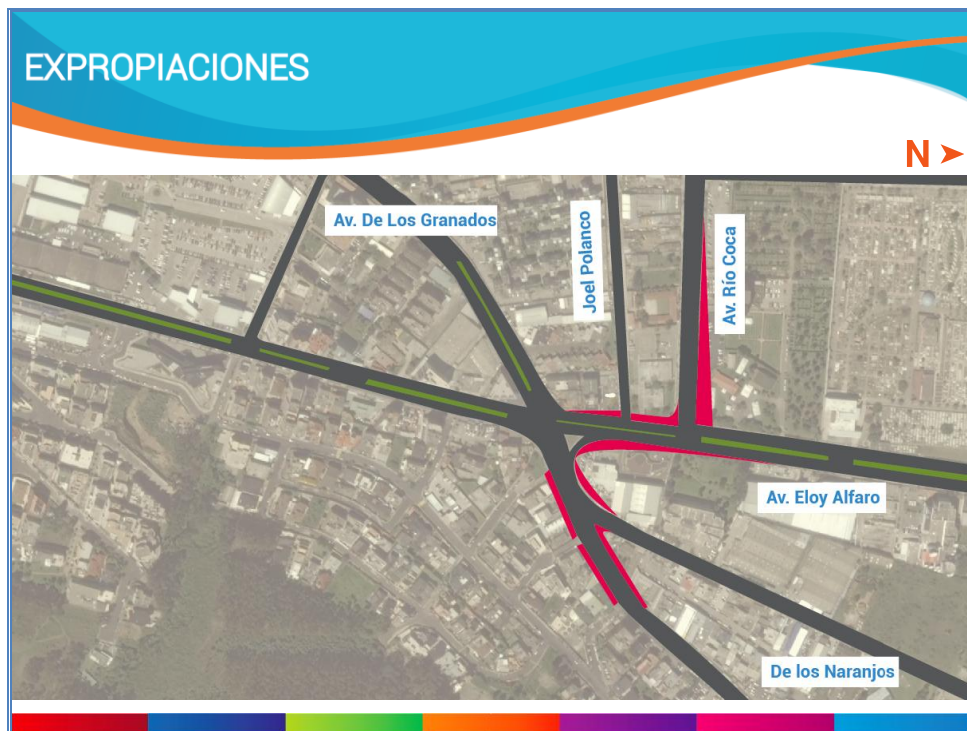 EXPROPIACIONES
N
Av. De Los Granados
Joel Polanco
Av. Río Coca
Av. Eloy Alfaro
De los Naranjos